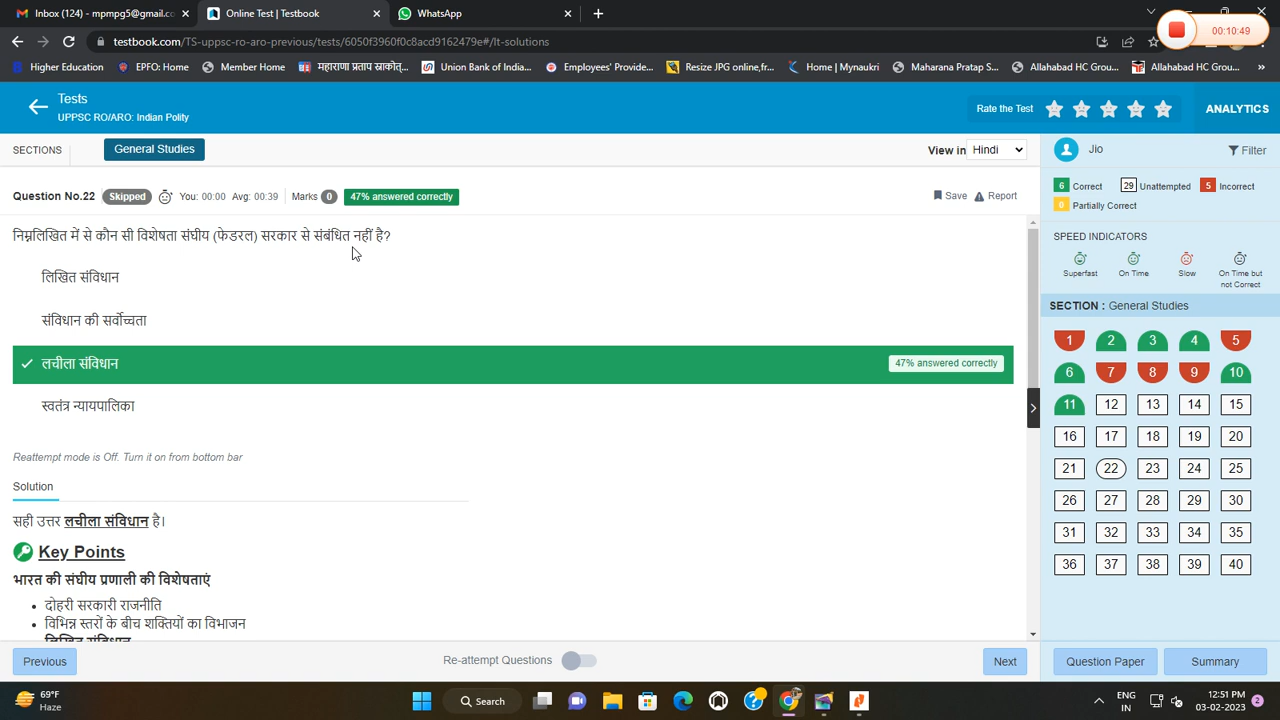 Inbox (124) - mpmpg5@gmail.co
Online Test | Testbook
WhatsApp
00:10:49
testbook.com/TS-uppsc-ro-aro-previous/tests/6050f3960f0c8acd9162479e#/lt-solutions
Higher Education EPFO: Home Member Home महाराणा प्रताप स्नाकोत्... Union Bank of India... Employees' Provide... Resize JPG online,fr... Home | Mynaukri Maharana Pratap S... Allahabad HC Grou... Allahabad HC Grou... »
Tests
UPPSC RO/ARO: Indian Polity
Rate the Test
ANALYTICS
SECTIONS General Studies
View in Hindi
Jio
Filter
Question No.22 Skipped You: 00:00 Avg: 00:39 Marks 0 47% answered correctly
Save Report
6 Correct 29 Unattempted 5 Incorrect
0 Partially Correct
निम्नलिखित में से कौन सी विशेषता संघीय (फेडरल) सरकार से संबंधित नहीं है?
लिखित संविधान
संविधान की सर्वोच्चता
लचीला संविधान
47% answered correctly
स्वतंत्र न्यायपालिका
Reattempt mode is Off. Turn it on from bottom bar
Solution
सही उत्तर लचीला संविधान है।
Key Points
भारत की संघीय प्रणाली की विशेषताएं
• दोहरी सरकारी राजनीति
• विभिन्न स्तरों के बीच शक्तियों का विभाजन
लिखित संविधान
SPEED INDICATORS
Superfast On Time Slow On Time but
not Correct
SECTION : General Studies
1 2 3 4 5
6 7 8 9 10
11 12 13 14 15
16 17 18 19 20
21 22 23 24 25
26 27 28 29 30
31 32 33 34 35
36 37 38 39 40
Previous
Re-attempt Questions
Next
Question Paper
Summary
69°F
Haze
Search
ENG
IN
12:51 PM
03-02-2023
2